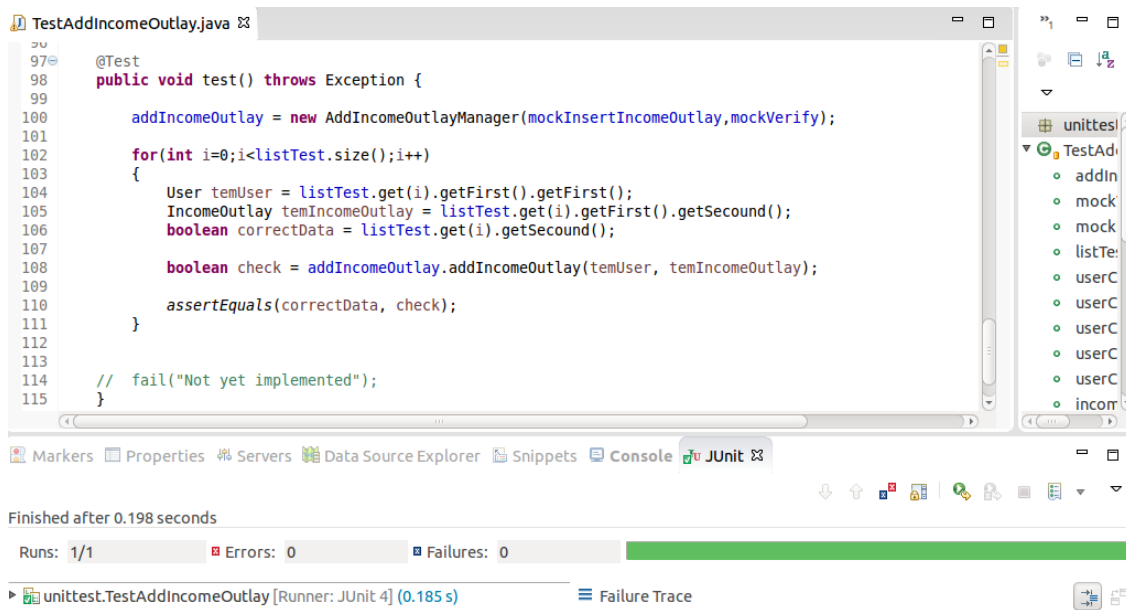 TestAddIncomeOutlay.java
»1
96
97 @Test
98 public void test() throws Exception {
99
100 addIncomeOutlay = new AddIncomeOutlayManager(mockInsertIncomeOutlay,mockVerify);
101
102 for(int i=0;i<listTest.size();i++)
103 {
104 User temUser = listTest.get(i).getFirst().getFirst();
105 IncomeOutlay temIncomeOutlay = listTest.get(i).getFirst().getSecound();
106 boolean correctData = listTest.get(i).getSecound();
107
108 boolean check = addIncomeOutlay.addIncomeOutlay(temUser, temIncomeOutlay);
109
110 assertEquals(correctData, check);
111 }
112
113
114 // fail("Not yet implemented");
115 }
unittest
TestAd
addIn
mock
mock
listTe
userC
userC
userC
userC
userC
incom
Markers Properties Servers Data Source Explorer Snippets Console JUnit
Finished after 0.198 seconds
Runs: 1/1 Errors: 0 Failures: 0
unittest.TestAddIncomeOutlay [Runner: JUnit 4] (0.185 s)
Failure Trace